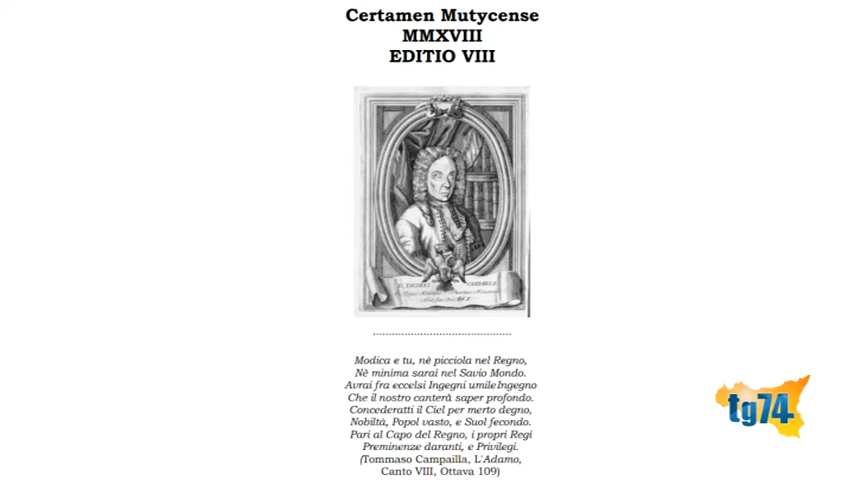 Certamen Mutycense
MMXVIII
EDITIO VIII
CAMPAILLA
Modica e tu, nè picciola nel Regno,
Nè minima sarai nel Savio Mondo.
Avrai fra eccelsi Ingegni umile Ingegno
Che il nostro canterà saper profondo.
Concederatti il Ciel per merto degno,
Nobiltà, Popol vasto, e Suol fecondo.
Pari al Capo del Regno, i propri Regi
Preminenze daranti, e Privilegi.
(Tommaso Campailla, L'Adamo,
Canto VIII, Ottava 109)
tg74